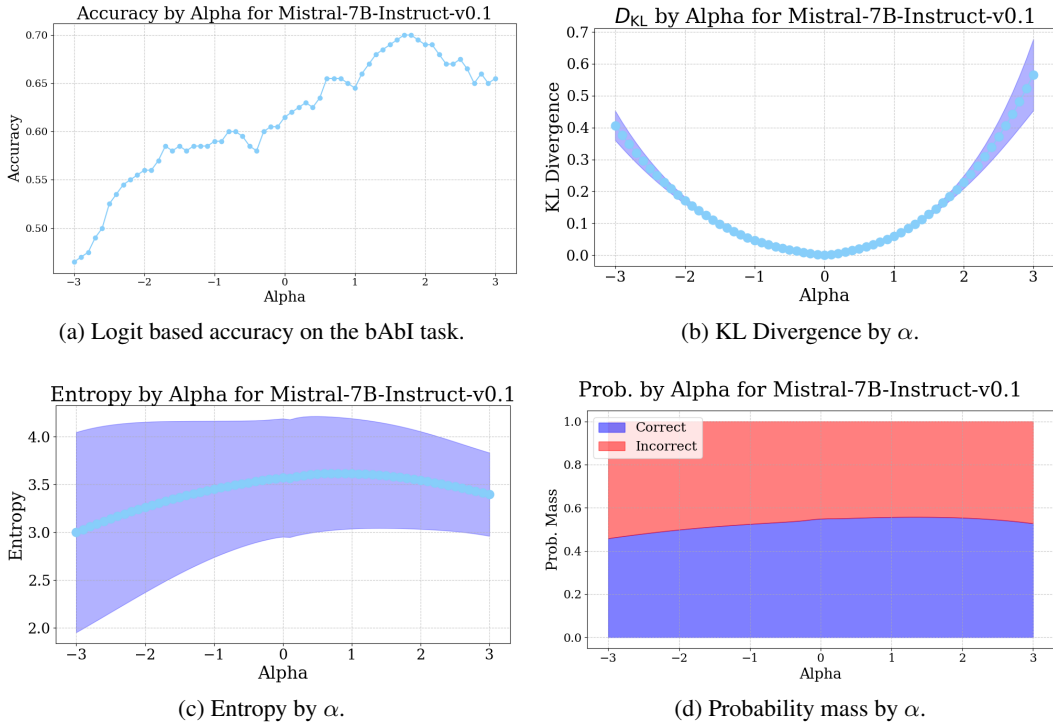 Accuracy by Alpha for Mistral-7B-Instruct-v0.1
0.70
0.65
0.60
0.55
0.50
Accuracy
−3 −2 −1 0 1 2 3
Alpha
(a) Logit based accuracy on the bAbI task.
D_KL by Alpha for Mistral-7B-Instruct-v0.1
0.7
0.6
0.5
0.4
0.3
0.2
0.1
0.0
KL Divergence
−3 −2 −1 0 1 2 3
Alpha
(b) KL Divergence by α.
Entropy by Alpha for Mistral-7B-Instruct-v0.1
4.0
3.5
3.0
2.5
2.0
Entropy
−3 −2 −1 0 1 2 3
Alpha
(c) Entropy by α.
Prob. by Alpha for Mistral-7B-Instruct-v0.1
Correct
Incorrect
1.0
0.8
0.6
0.4
0.2
0.0
Prob. Mass
−3 −2 −1 0 1 2 3
Alpha
(d) Probability mass by α.